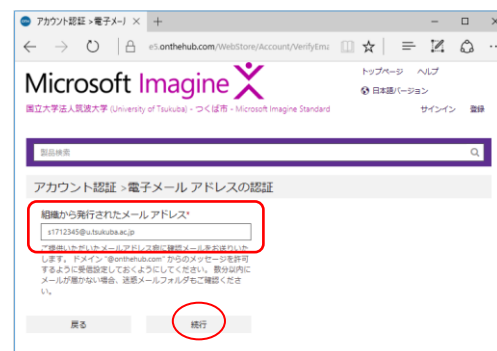 アカウント認証 >電子メール
e5.onthehub.com/WebStore/Account/VerifyEma
Microsoft Imagine
トップページ ヘルプ
日本語バージョン
国立大学法人筑波大学 (University of Tsukuba) - つくば市 - Microsoft Imagine Standard
サインイン 登録
製品検索
アカウント認証 >電子メール アドレスの認証
組織から発行されたメール アドレス*
s1712345@u.tsukuba.ac.jp
ご提供いただいたメールアドレス宛に確認メールをお送りいた
します。 ドメイン "@onthehub.com" からのメッセージを許可
するように受信設定しておくようにしてください。 数分以内に
メールが届かない場合、迷惑メールフォルダもご確認くださ
い。
戻る 続行